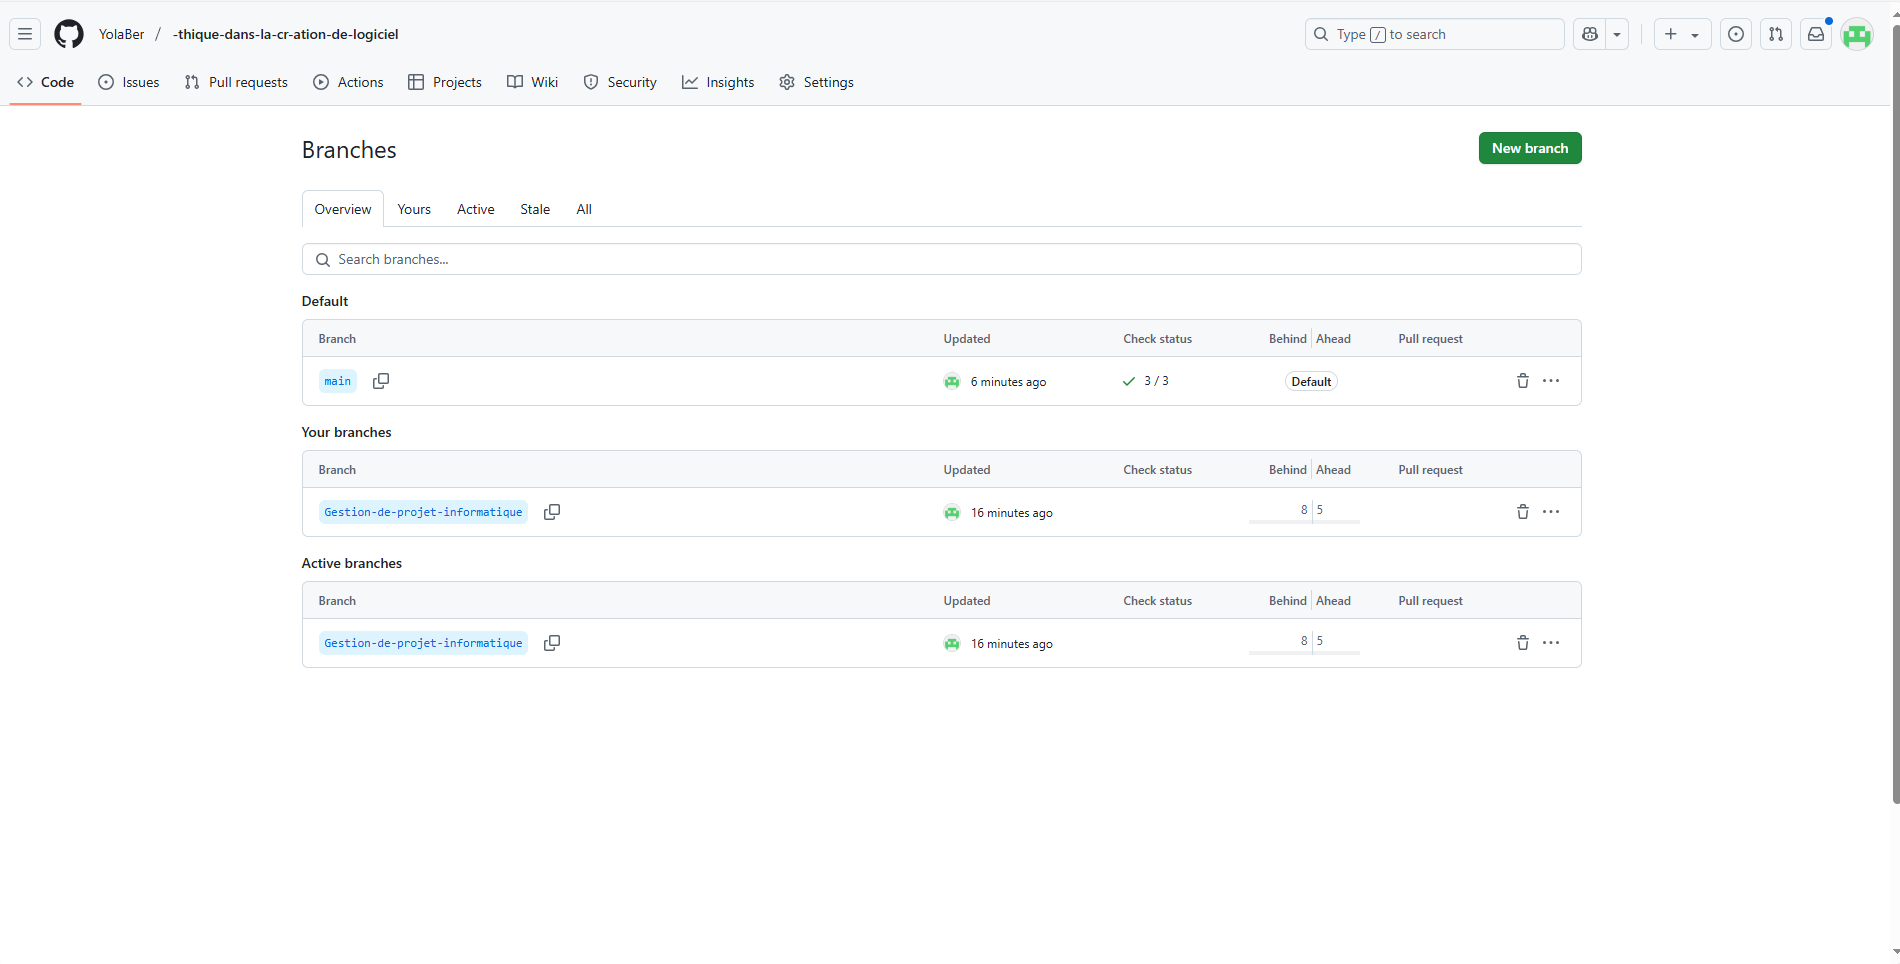 YolaBer / -thique-dans-la-cr-ation-de-logiciel Type / to search
Code Issues Pull requests Actions Projects Wiki Security Insights Settings
Branches New branch
Overview Yours Active Stale All
Search branches...
Default
Branch Updated Check status Behind Ahead Pull request
main 6 minutes ago 3 / 3 Default
Your branches
Branch Updated Check status Behind Ahead Pull request
Gestion-de-projet-informatique 16 minutes ago 8 5
Active branches
Branch Updated Check status Behind Ahead Pull request
Gestion-de-projet-informatique 16 minutes ago 8 5